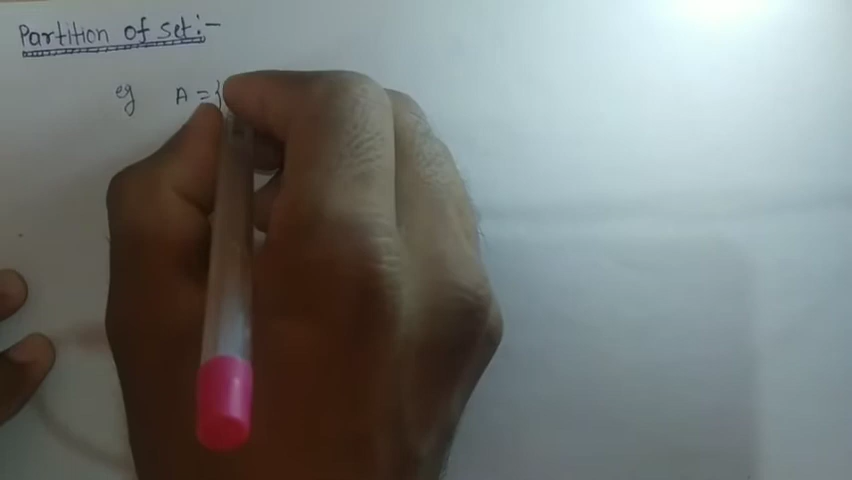 Partition of set:-
eg A = {